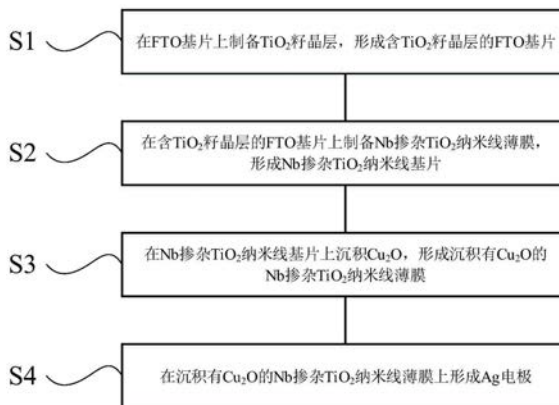 S1
在FTO基片上制备TiO₂籽晶层，形成含TiO₂籽晶层的FTO基片
S2
在含TiO₂籽晶层的FTO基片上制备Nb掺杂TiO₂纳米线薄膜，
形成Nb掺杂TiO₂纳米线基片
S3
在Nb掺杂TiO₂纳米线基片上沉积Cu₂O，形成沉积有Cu₂O的
Nb掺杂TiO₂纳米线薄膜
S4
在沉积有Cu₂O的Nb掺杂TiO₂纳米线薄膜上形成Ag电极